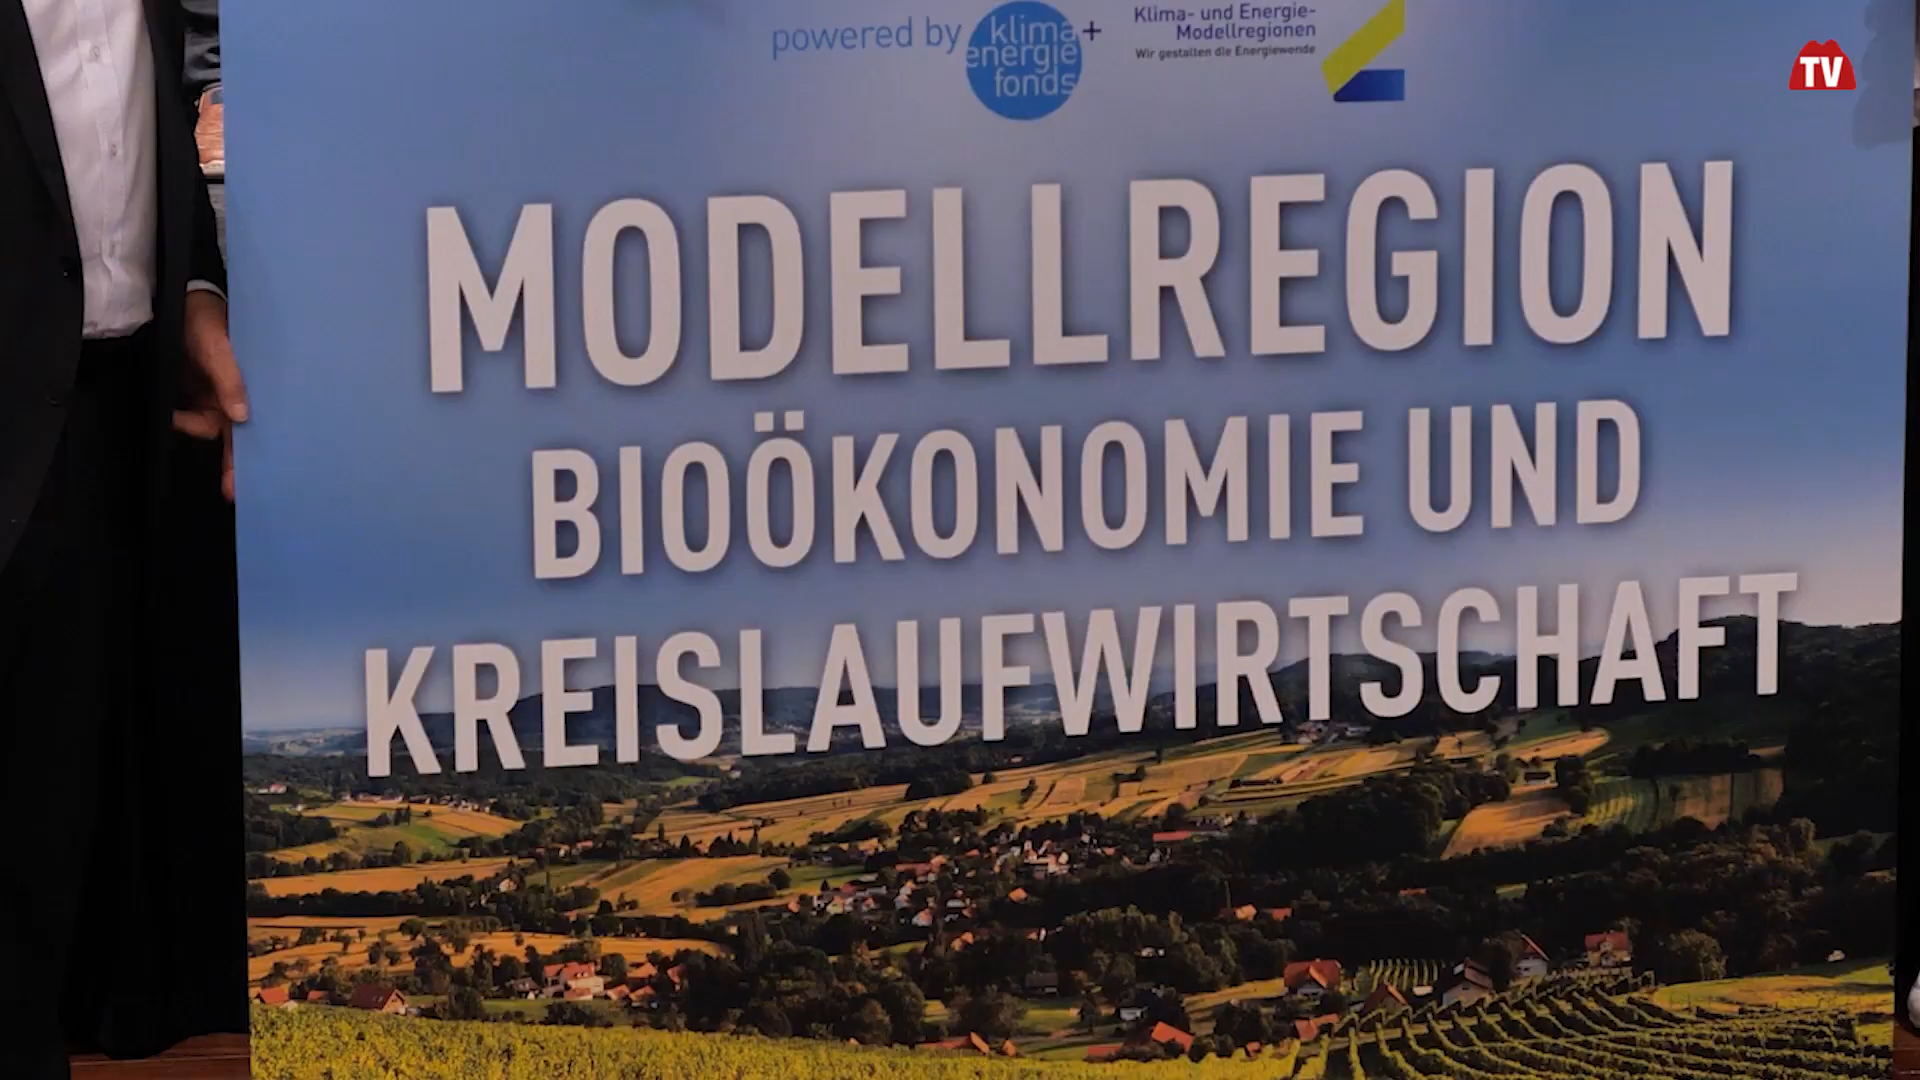 powered by klima
energie
fonds
+
Klima- und Energie-
Modellregionen
Wir gestalten die Energiewende
TV
MODELLREGION
BIOÖKONOMIE UND
KREISLAUFWIRTSCHAFT